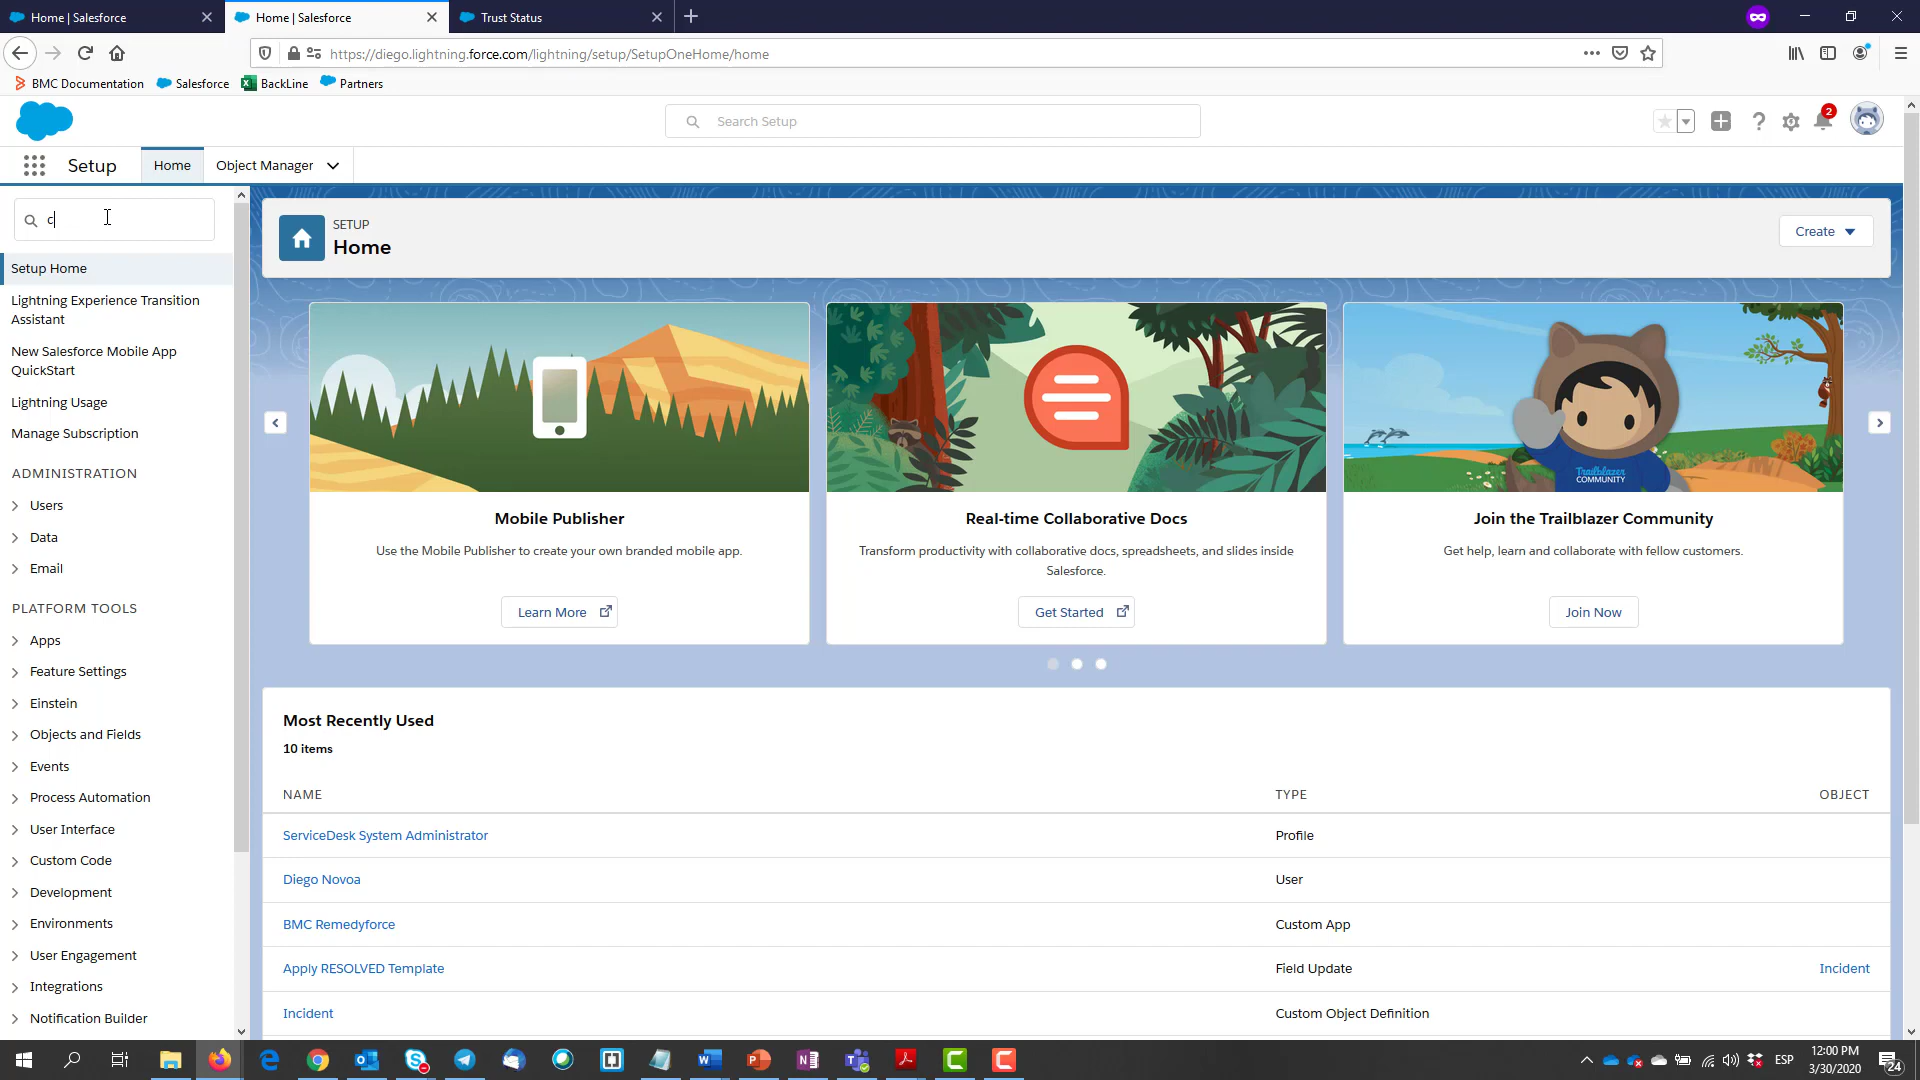 Home | Salesforce
Home | Salesforce
Trust Status
https://diego.lightning.force.com/lightning/setup/SetupOneHome/home
BMC Documentation
Salesforce
BackLine
Partners
Search Setup
2
Setup
Home
Object Manager
c
Setup Home
Lightning Experience Transition
Assistant
New Salesforce Mobile App
QuickStart
Lightning Usage
Manage Subscription
ADMINISTRATION
Users
Data
Email
PLATFORM TOOLS
Apps
Feature Settings
Einstein
Objects and Fields
Events
Process Automation
User Interface
Custom Code
Development
Environments
User Engagement
Integrations
Notification Builder
SETUP
Home
Create
Mobile Publisher
Use the Mobile Publisher to create your own branded mobile app.
Learn More
Real-time Collaborative Docs
Transform productivity with collaborative docs, spreadsheets, and slides inside
Salesforce.
Get Started
Trailblazer
COMMUNITY
Join the Trailblazer Community
Get help, learn and collaborate with fellow customers.
Join Now
Most Recently Used
10 items
NAME TYPE OBJECT
ServiceDesk System Administrator Profile
Diego Novoa User
BMC Remedyforce Custom App
Apply RESOLVED Template Field Update Incident
Incident Custom Object Definition
ESP
12:00 PM
3/30/2020
24